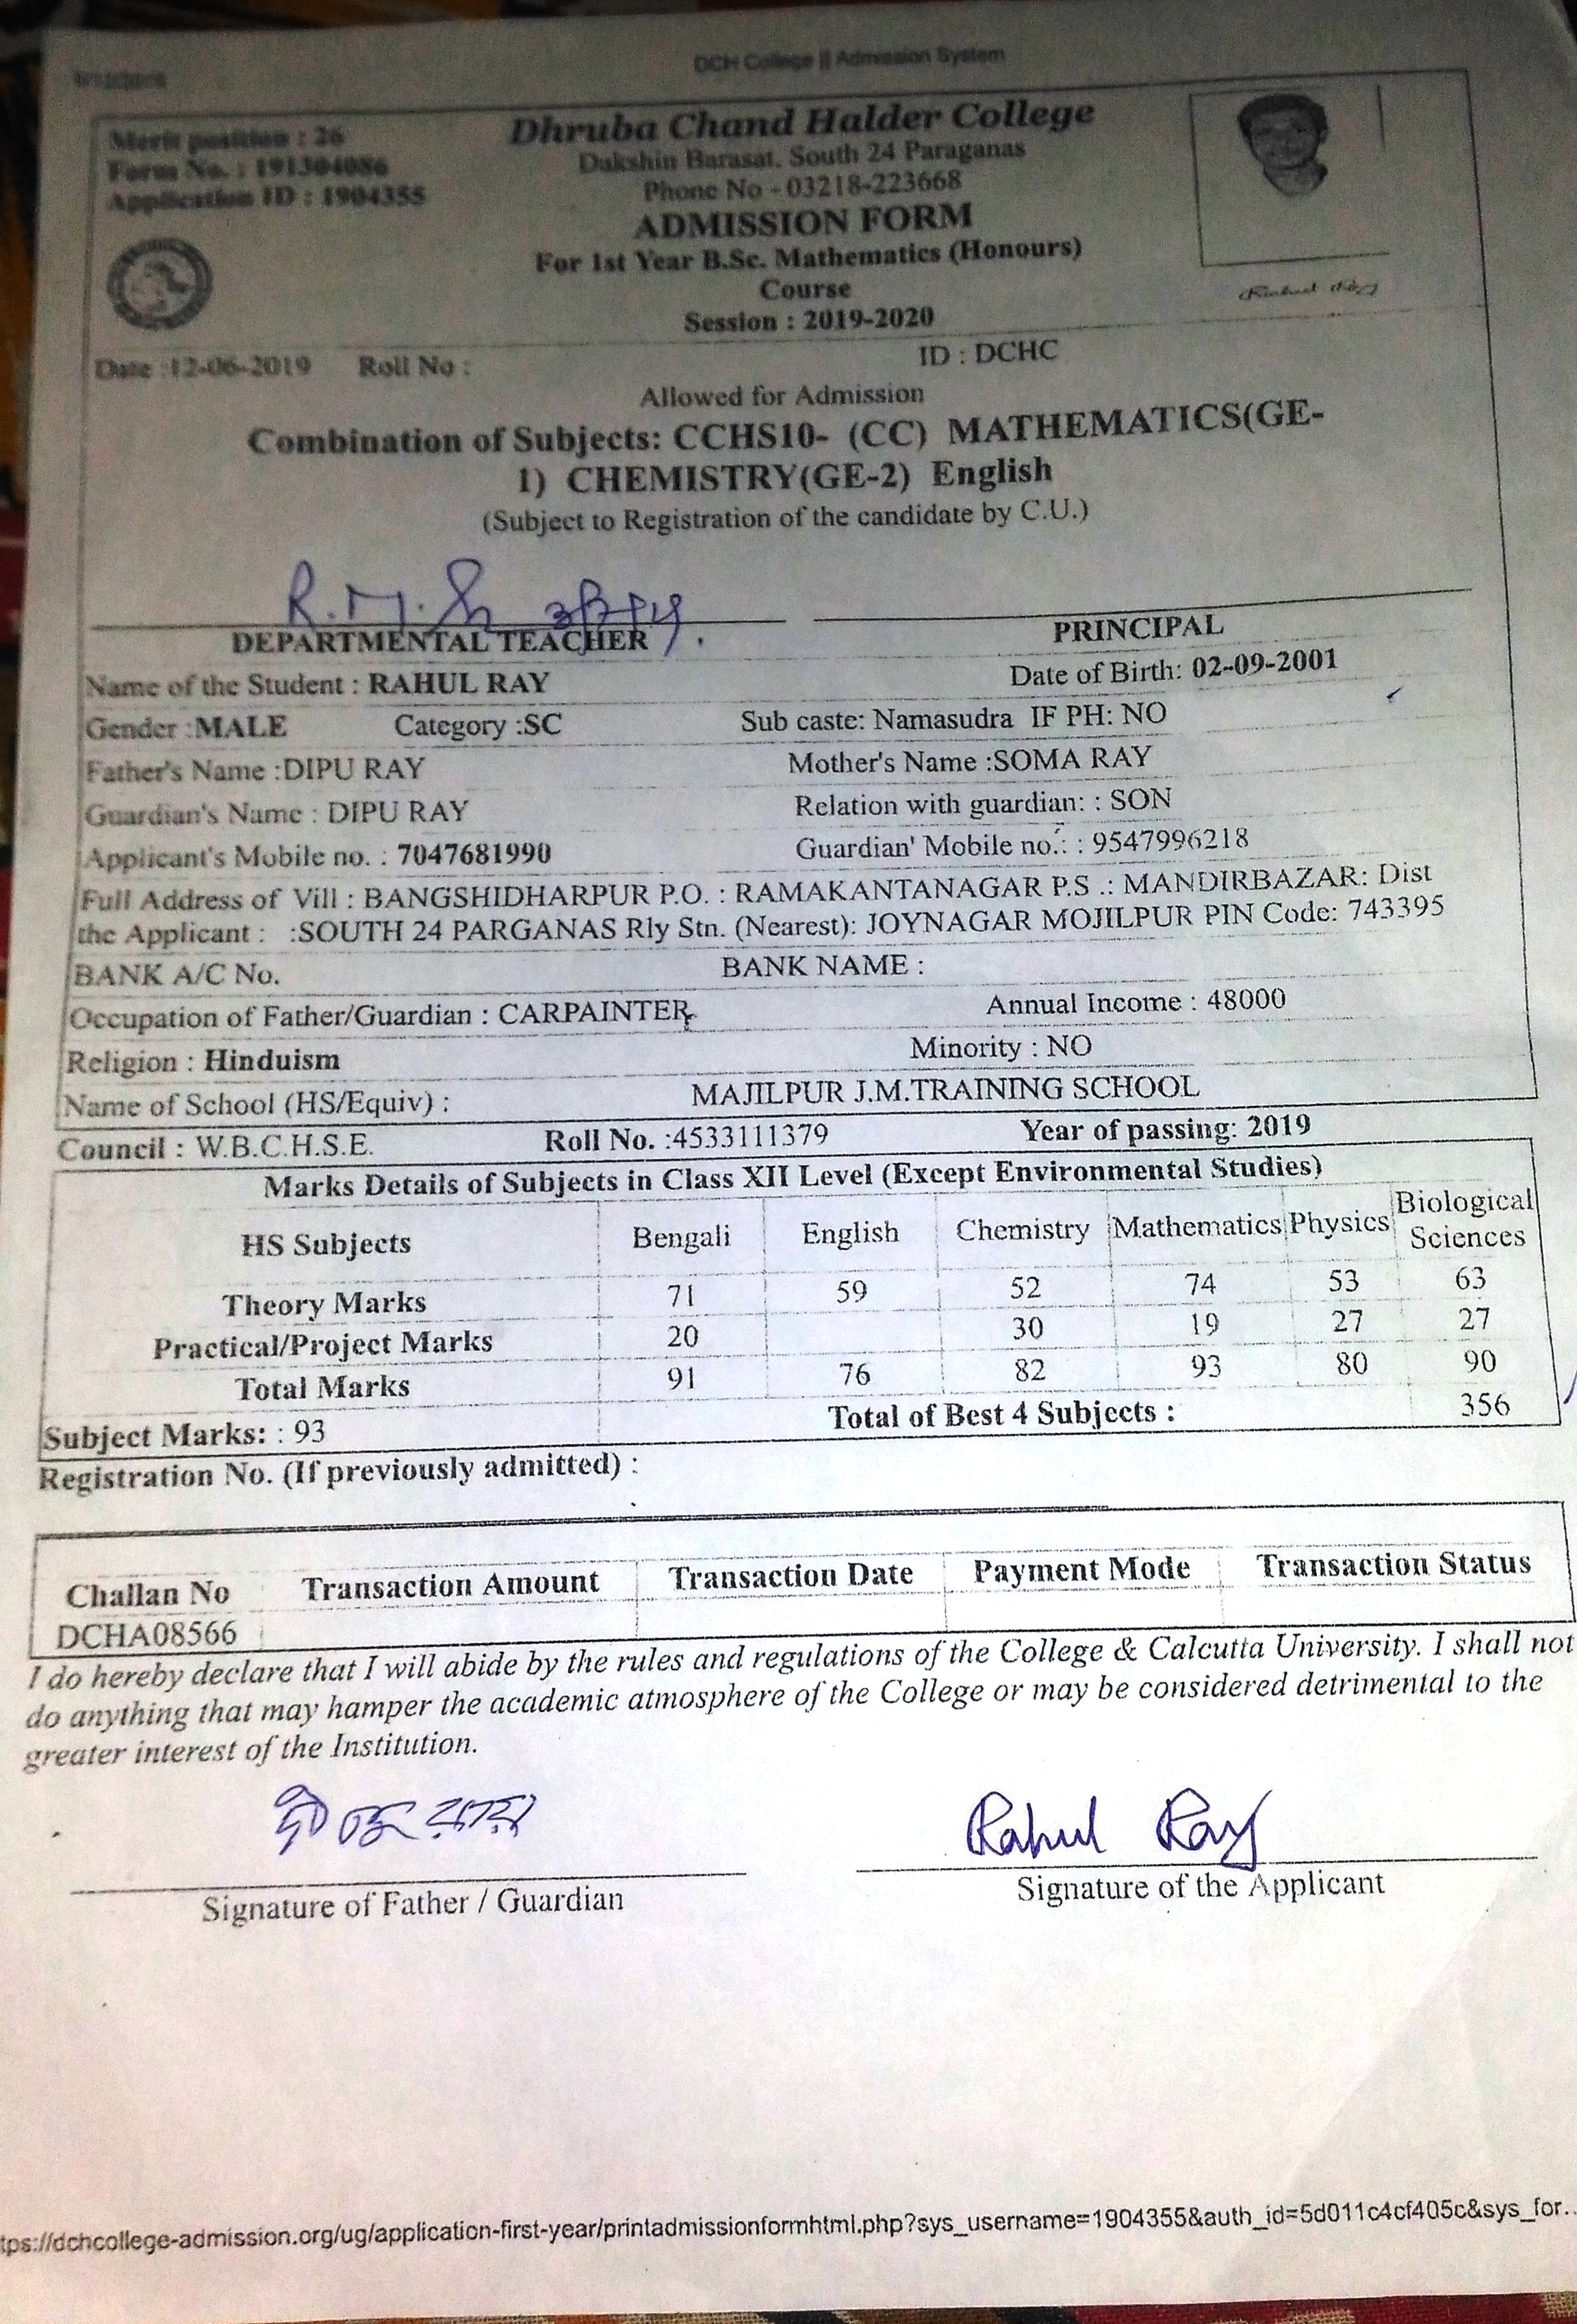 DCH College || Admission System
Merit position : 26
Form No. : 191304086
Application ID : 1904355
Dhruba Chand Halder College
Dakshin Barasat, South 24 Paraganas
Phone No - 03218-223668
ADMISSION FORM
For 1st Year B.Sc. Mathematics (Honours)
Course
Session : 2019-2020
Rahul Ray
Date :12-06-2019 Roll No : ID : DCHC
Allowed for Admission
Combination of Subjects: CCHS10- (CC) MATHEMATICS(GE-
1) CHEMISTRY(GE-2) English
(Subject to Registration of the candidate by C.U.)
R.M.
DEPARTMENTAL TEACHER PRINCIPAL
Name of the Student : RAHUL RAY Date of Birth: 02-09-2001
Gender :MALE Category :SC Sub caste: Namasudra IF PH: NO
Father's Name :DIPU RAY Mother's Name :SOMA RAY
Guardian's Name : DIPU RAY Relation with guardian: : SON
Applicant's Mobile no. : 7047681990 Guardian' Mobile no.: : 9547996218
Full Address of Vill : BANGSHIDHARPUR P.O. : RAMAKANTANAGAR P.S .: MANDIRBAZAR: Dist
the Applicant : :SOUTH 24 PARGANAS Rly Stn. (Nearest): JOYNAGAR MOJILPUR PIN Code: 743395
BANK A/C No. BANK NAME :
Occupation of Father/Guardian : CARPAINTER Annual Income : 48000
Religion : Hinduism Minority : NO
Name of School (HS/Equiv) : MAJILPUR J.M.TRAINING SCHOOL
Council : W.B.C.H.S.E. Roll No. :4533111379 Year of passing: 2019
Marks Details of Subjects in Class XII Level (Except Environmental Studies)
HS Subjects Bengali English Chemistry Mathematics Physics Biological Sciences
Theory Marks 71 59 52 74 53 63
Practical/Project Marks 20 30 19 27 27
Total Marks 91 76 82 93 80 90
Subject Marks: : 93 Total of Best 4 Subjects : 356
Registration No. (If previously admitted) :
Challan No Transaction Amount Transaction Date Payment Mode Transaction Status
DCHA08566
I do hereby declare that I will abide by the rules and regulations of the College & Calcutta University. I shall not
do anything that may hamper the academic atmosphere of the College or may be considered detrimental to the
greater interest of the Institution.
রায় Rahul Ray
Signature of Father / Guardian Signature of the Applicant
tps://dchcollege-admission.org/ug/application-first-year/printadmissionformhtml.php?sys_username=1904355&auth_id=5d011c4cf405c&sys_for...